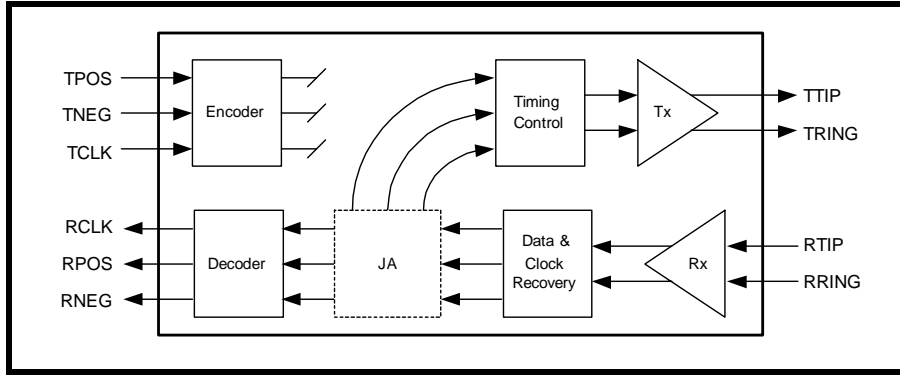 TPOS
TNEG
TCLK
Encoder
Timing
Control
Tx
TTIP
TRING
RCLK
RPOS
RNEG
Decoder
JA
Data &
Clock
Recovery
Rx
RTIP
RRING